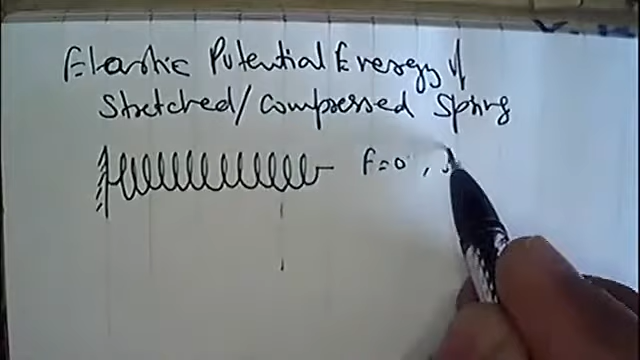 Elastic Potential Energy of
Stretched/Compressed Spring
F=0 ,